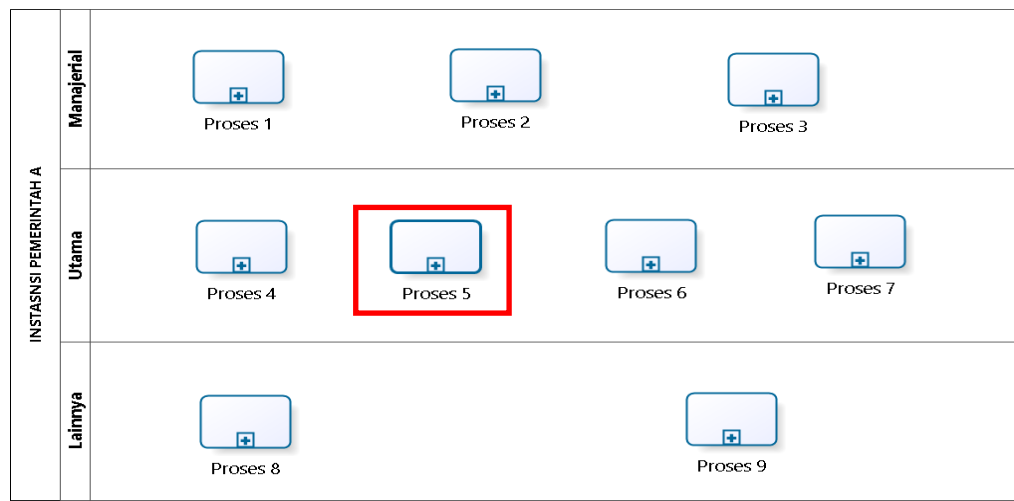 INSTASNSI PEMERINTAH A
Manajerial
Proses 1
Proses 2
Proses 3
Utama
Proses 4
Proses 5
Proses 6
Proses 7
Lainnya
Proses 8
Proses 9